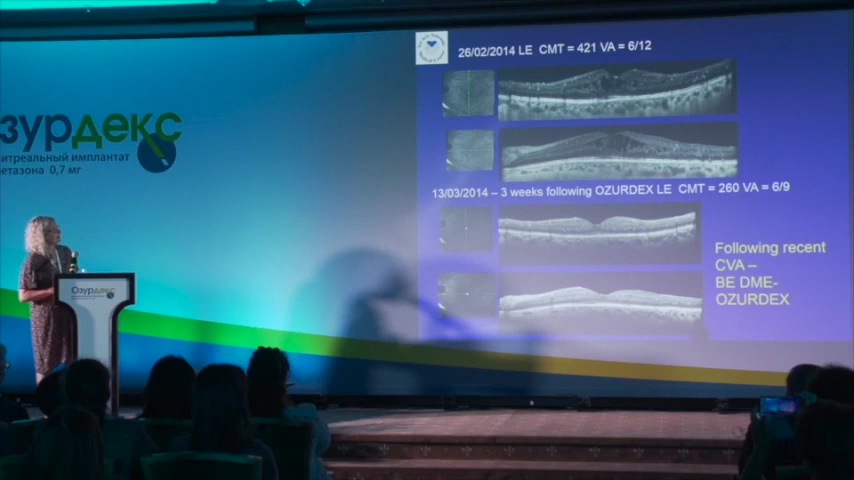 26/02/2014 LE CMT = 421 VA = 6/12
Озурдекс
13/03/2014 – 3 weeks following OZURDEX LE CMT = 260 VA = 6/9
Following recent
CVA –
BE DME-
OZURDEX
зурдекс
итреальный имплантат
етазона 0,7 мг